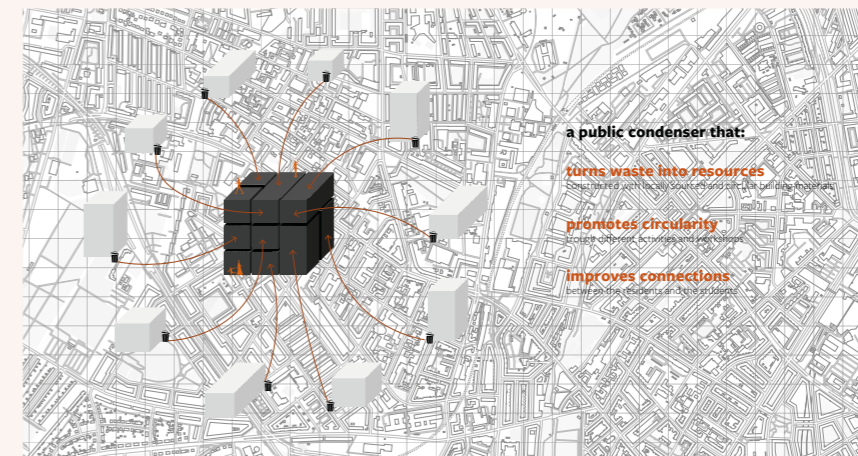 a public condenser that:
turns waste into resources
constructed with locally sourced and circular building materials
promotes circularity
trough different activities and workshops
improves connections
between the residents and the students